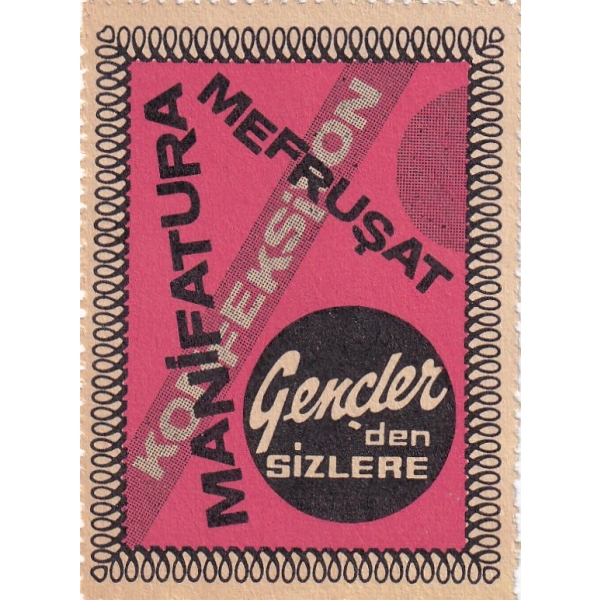 MANİFATURA
MEFRUŞAT
KONFEKSİYON
Gençler
'den
SİZLERE